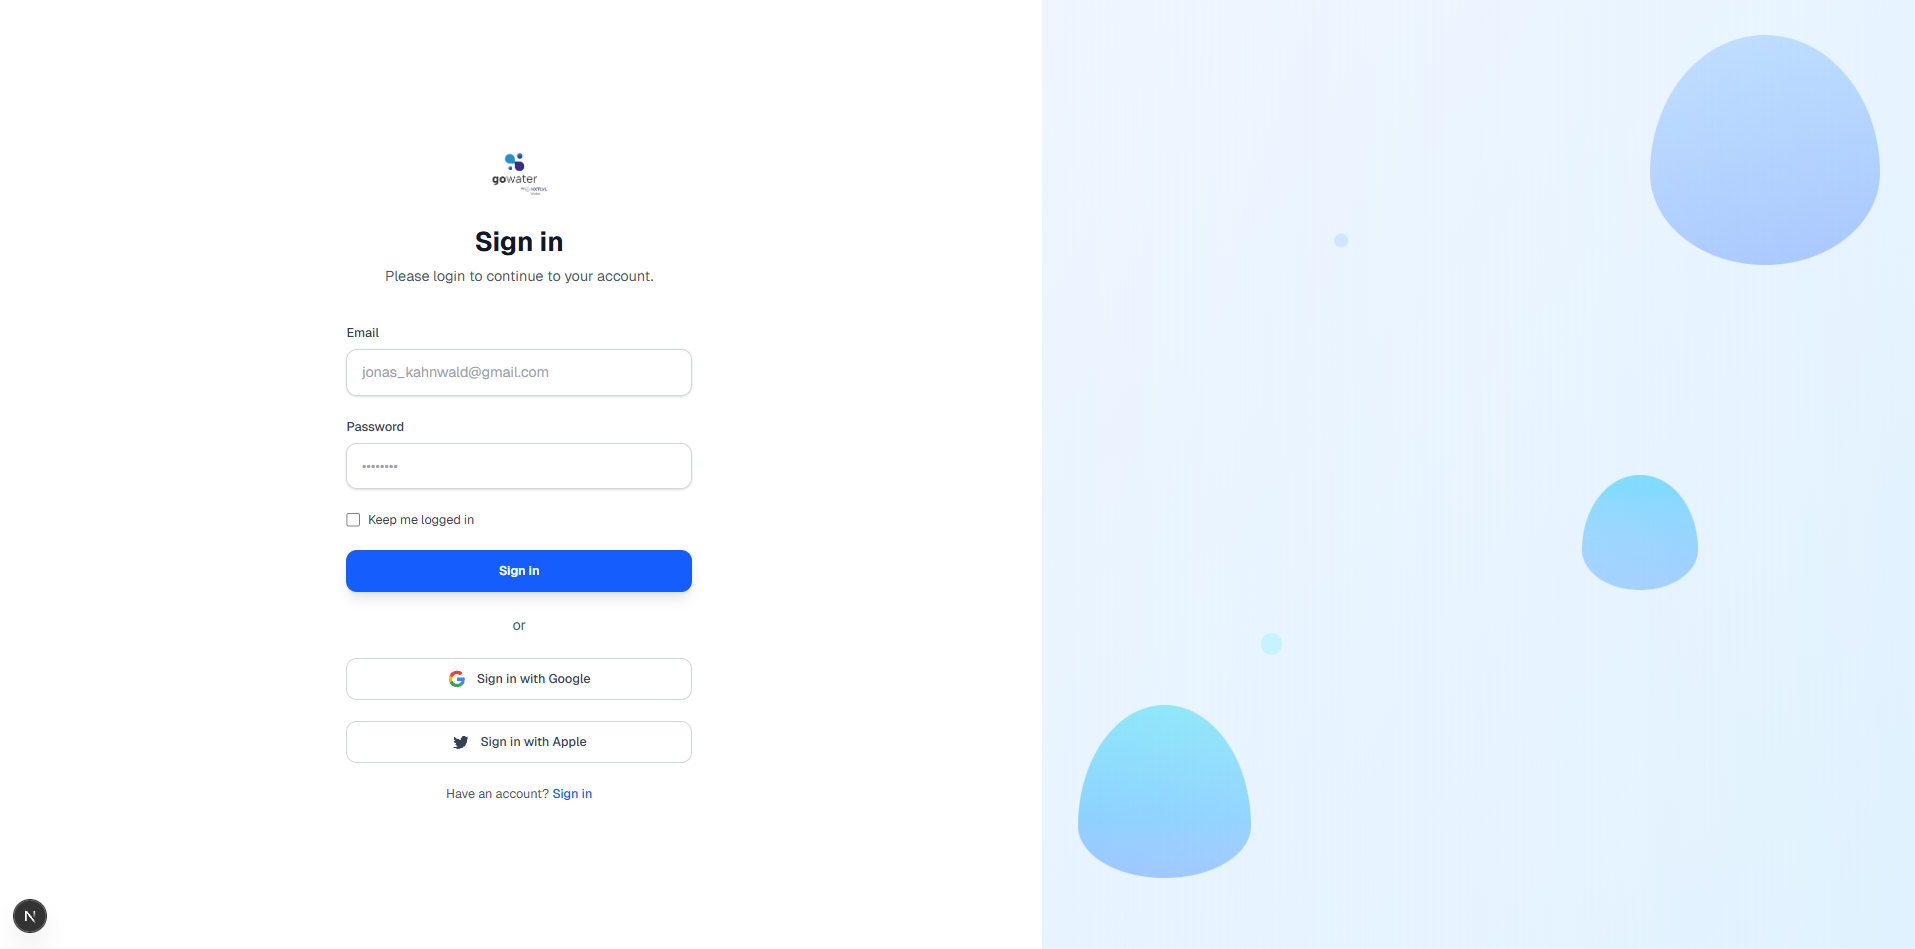 gowater
Sign in
Please login to continue to your account.
Email
jonas_kahnwald@gmail.com
Password
••••••••
Keep me logged in
Sign in
or
Sign in with Google
Sign in with Apple
Have an account? Sign in
N